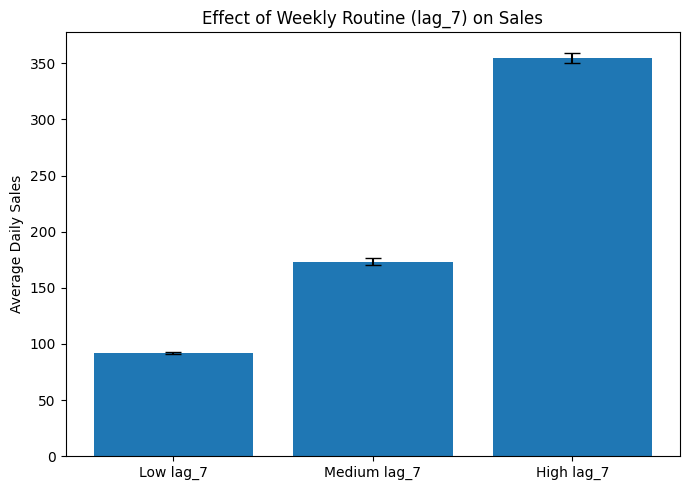 Effect of Weekly Routine (lag_7) on Sales
Average Daily Sales
350
300
250
200
150
100
50
0
Low lag_7
Medium lag_7
High lag_7